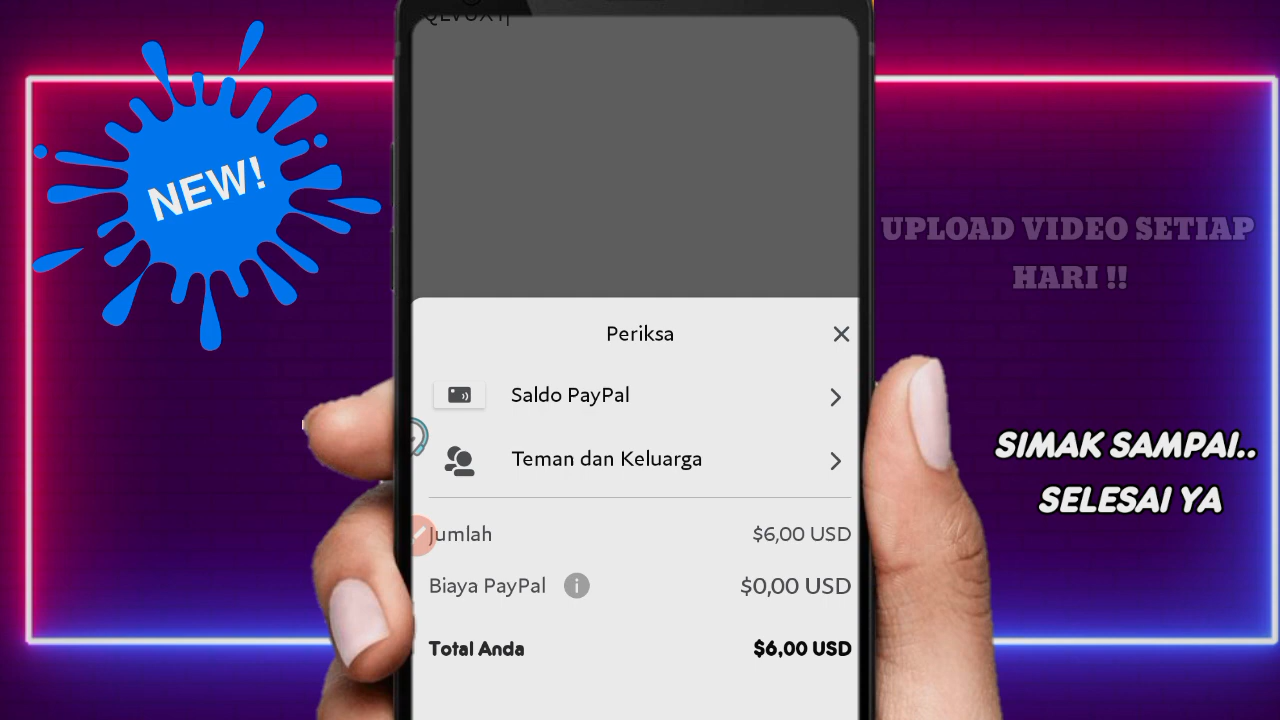 NEW!
Periksa
Saldo PayPal
Teman dan Keluarga
Jumlah $6,00 USD
Biaya PayPal i $0,00 USD
Total Anda $6,00 USD
UPLOAD VIDEO SETIAP
HARI !!
SIMAK SAMPAI..
SELESAI YA